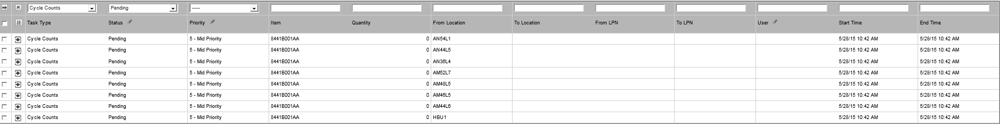 Cycle Counts Pending -----
Task Type Status Priority Item Quantity From Location To Location From LPN To LPN User Start Time End Time
Cycle Counts Pending 5 - Mid Priority 8441B001AA 0 AN54L1 5/28/15 10:42 AM 5/28/15 10:42 AM
Cycle Counts Pending 5 - Mid Priority 8441B001AA 0 AN44L5 5/28/15 10:42 AM 5/28/15 10:42 AM
Cycle Counts Pending 5 - Mid Priority 8441B001AA 0 AN36L4 5/28/15 10:42 AM 5/28/15 10:42 AM
Cycle Counts Pending 5 - Mid Priority 8441B001AA 0 AM52L7 5/28/15 10:42 AM 5/28/15 10:42 AM
Cycle Counts Pending 5 - Mid Priority 8441B001AA 0 AM48L5 5/28/15 10:42 AM 5/28/15 10:42 AM
Cycle Counts Pending 5 - Mid Priority 8441B001AA 0 AM46L5 5/28/15 10:42 AM 5/28/15 10:42 AM
Cycle Counts Pending 5 - Mid Priority 8441B001AA 0 AM44L6 5/28/15 10:42 AM 5/28/15 10:42 AM
Cycle Counts Pending 5 - Mid Priority 8441B001AA 0 HBU1 5/28/15 10:42 AM 5/28/15 10:42 AM